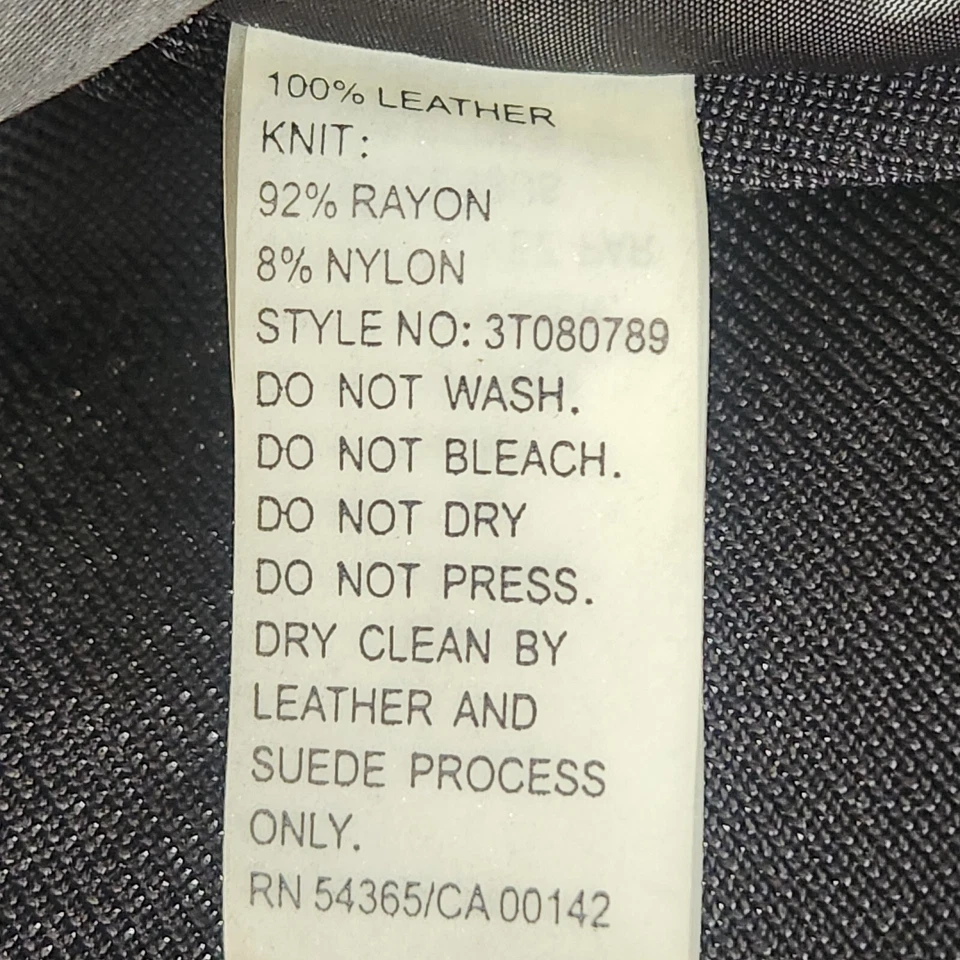 100% LEATHER
KNIT:
92% RAYON
8% NYLON
STYLE NO: 3T080789
DO NOT WASH.
DO NOT BLEACH.
DO NOT DRY
DO NOT PRESS.
DRY CLEAN BY
LEATHER AND
SUEDE PROCESS
ONLY.
RN 54365/CA 00142